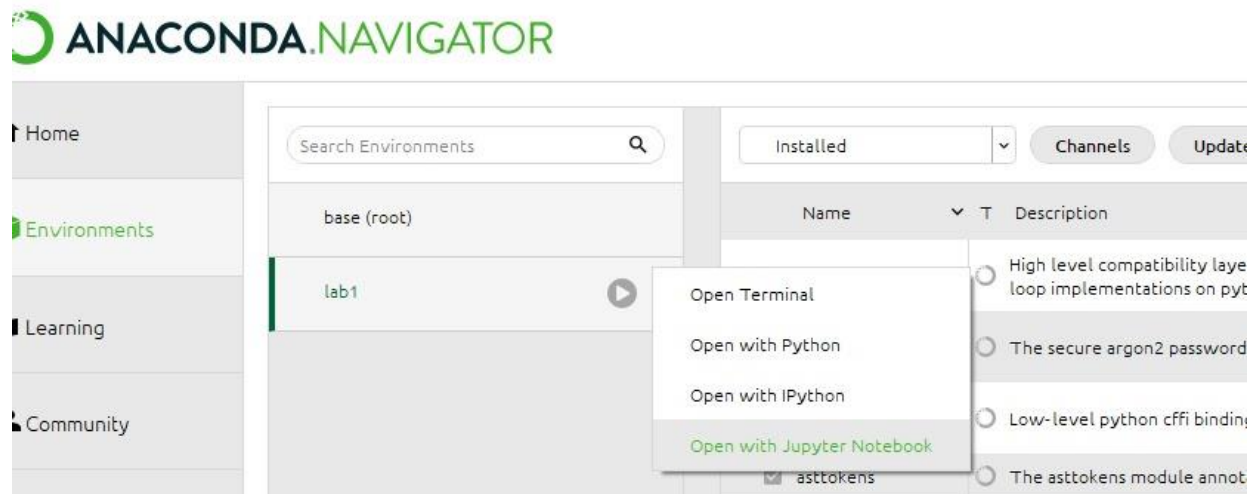 ANACONDA.NAVIGATOR
Home
Environments
Learning
Community
Search Environments
base (root)
lab1
Installed
Channels
Update
Name
T
Description
High level compatibility laye
loop implementations on pyt
The secure argon2 password
Low-level python cffi binding
asttokens
The asttokens module annot
Open Terminal
Open with Python
Open with IPython
Open with Jupyter Notebook